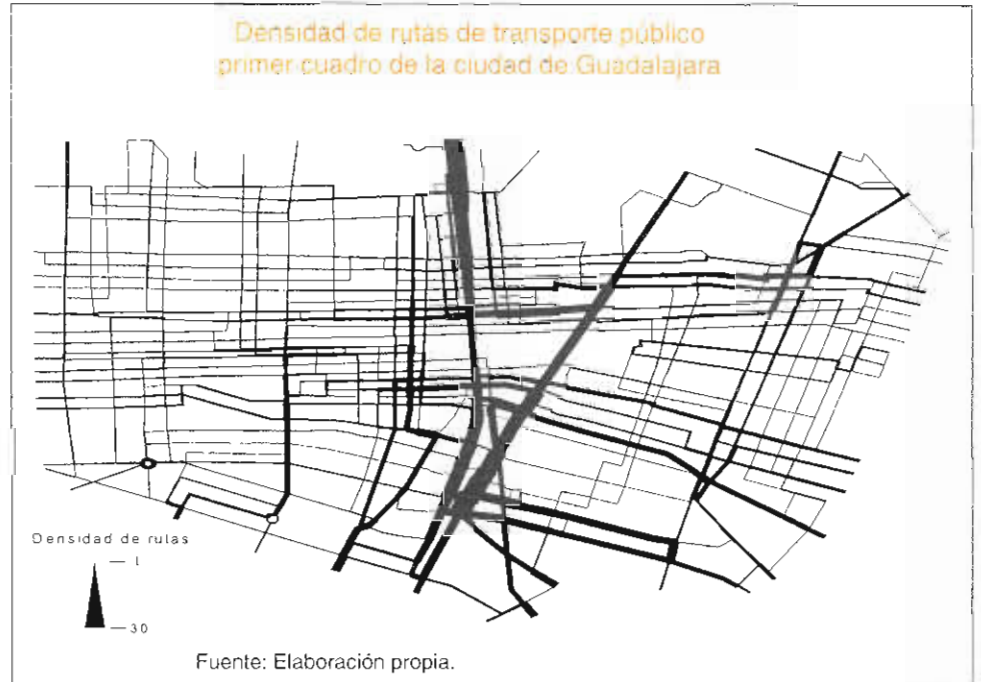 Densidad de rutas de transporte público
primer cuadro de la ciudad de Guadalajara
Densidad de rutas
1
30
Fuente: Elaboración propia.